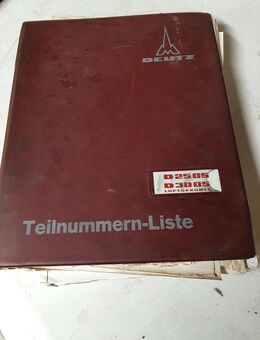 DEUTZ
D2505
D3005
LUFTGEKÜHLT
Teilnummern-Liste